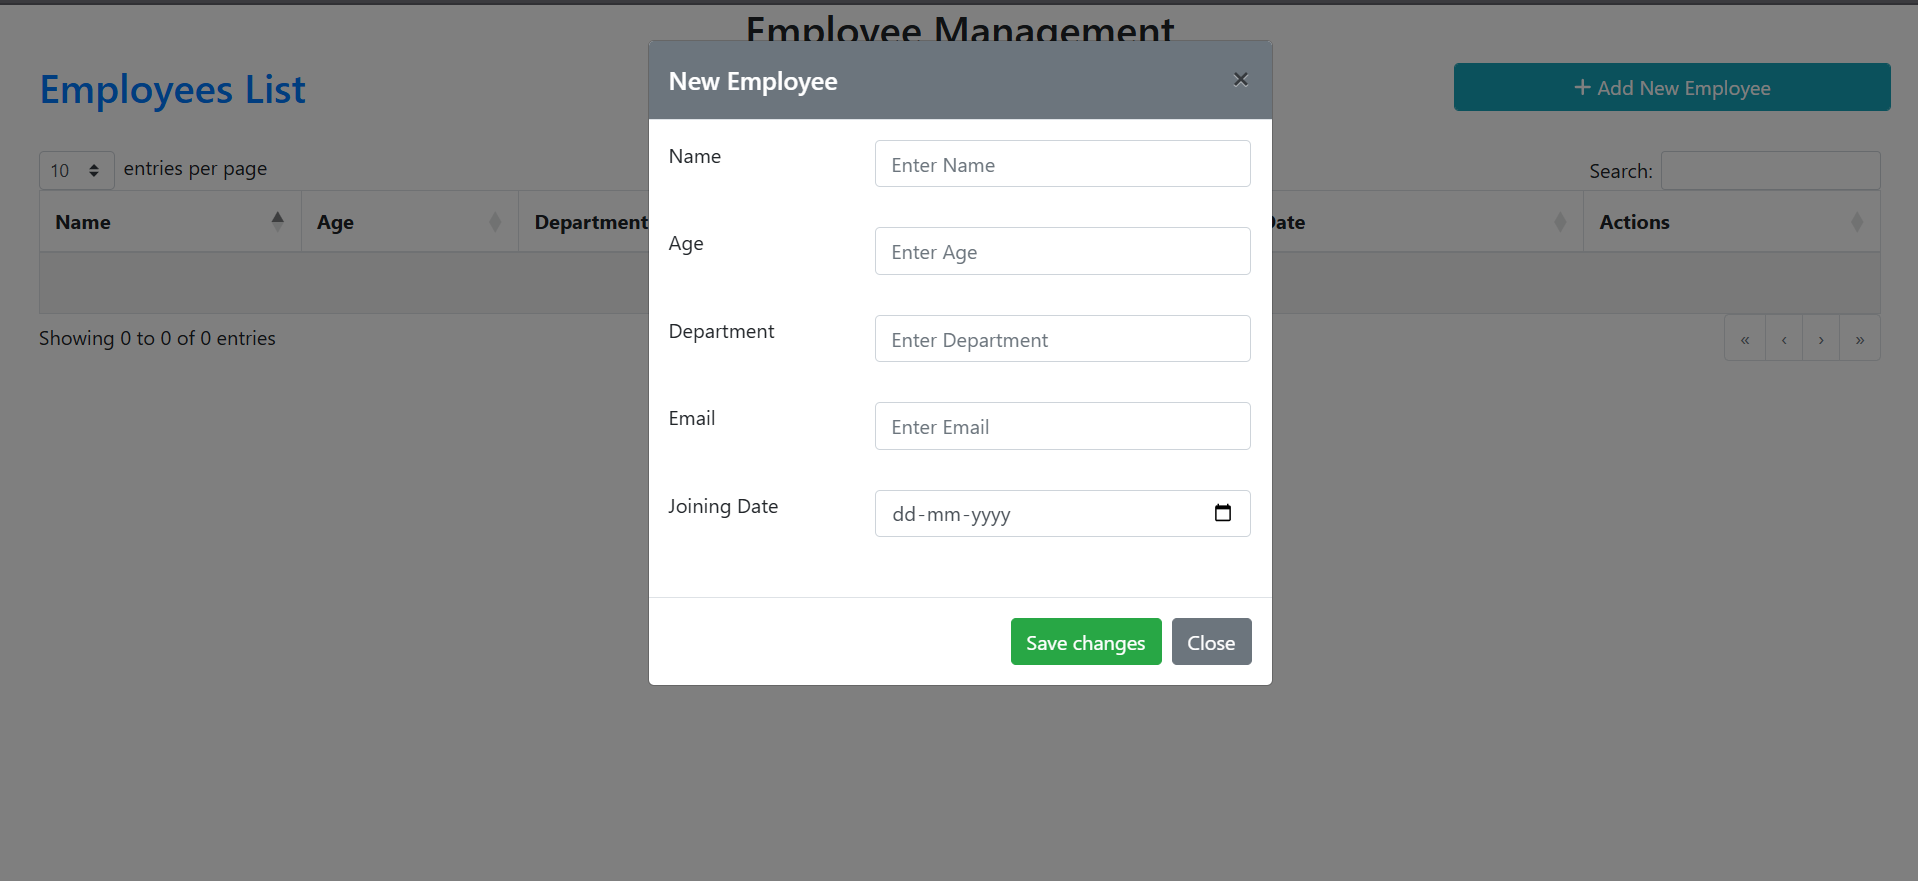 Employee Management
Employees List
+ Add New Employee
New Employee ×
10 entries per page
Search:
Name Age Department Date Actions
Showing 0 to 0 of 0 entries
« ‹ › »
Name Enter Name
Age Enter Age
Department Enter Department
Email Enter Email
Joining Date dd-mm-yyyy
Save changes Close